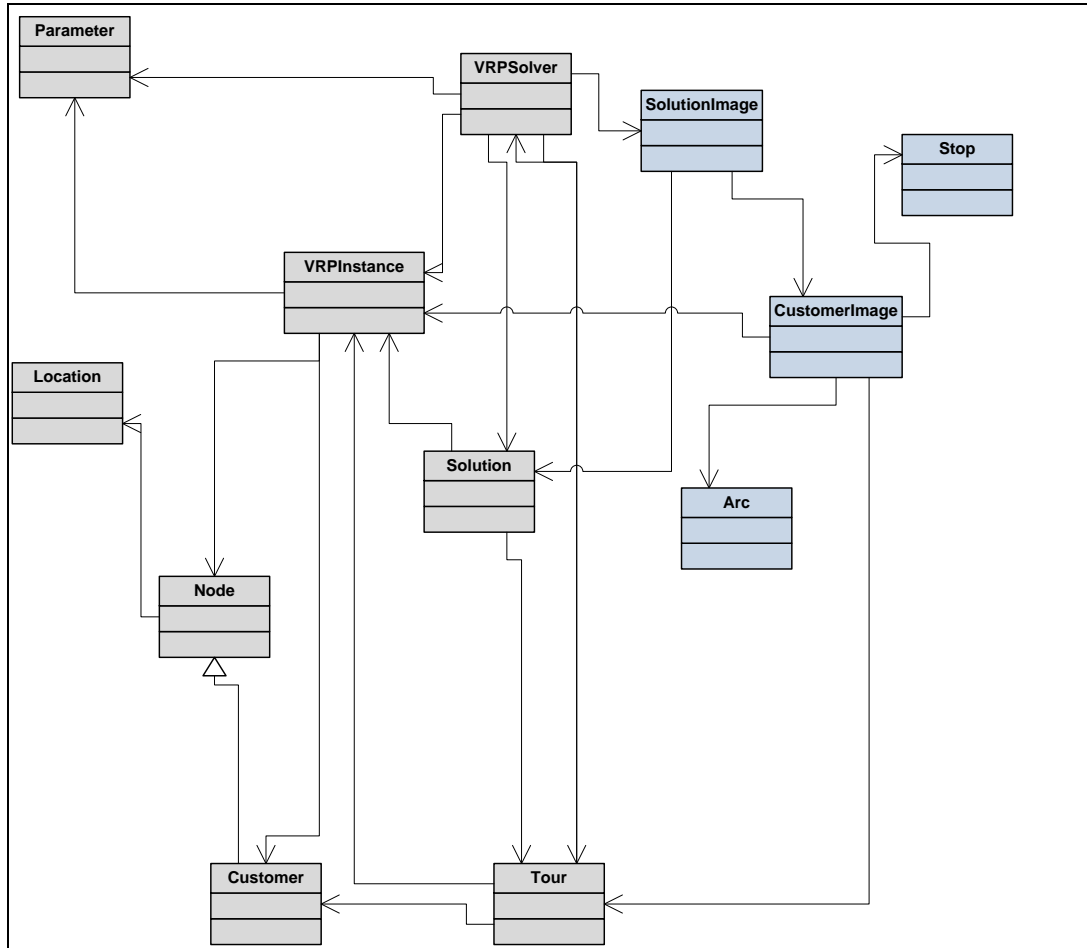 Parameter
VRPSolver
SolutionImage
Stop
VRPInstance
CustomerImage
Location
Solution
Arc
Node
Customer
Tour